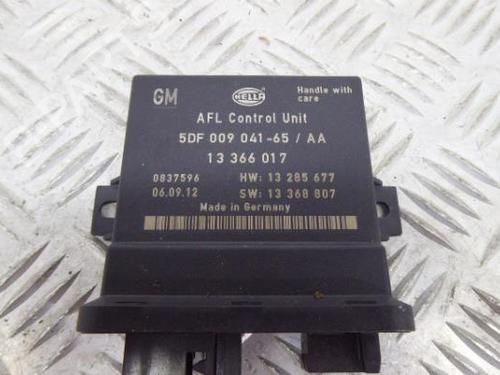 GM
HELLA
Handle with
care
AFL Control Unit
5DF 009 041-65 / AA
13 366 017
0837596 HW: 13 285 677
06.09.12 SW: 13 368 807
Made in Germany